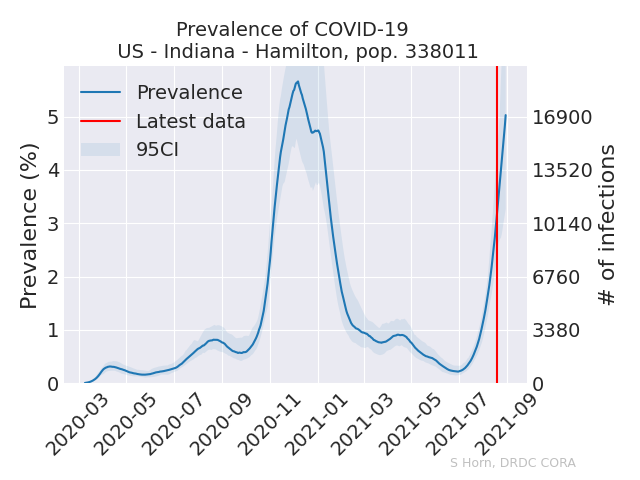 Prevalence of COVID-19
US - Indiana - Hamilton, pop. 338011
Prevalence
Latest data
95CI
Prevalence (%)
5
4
3
2
1
0
16900
13520
10140
6760
3380
0
# of infections
2020-03
2020-05
2020-07
2020-09
2020-11
2021-01
2021-03
2021-05
2021-07
2021-09
S Horn, DRDC CORA